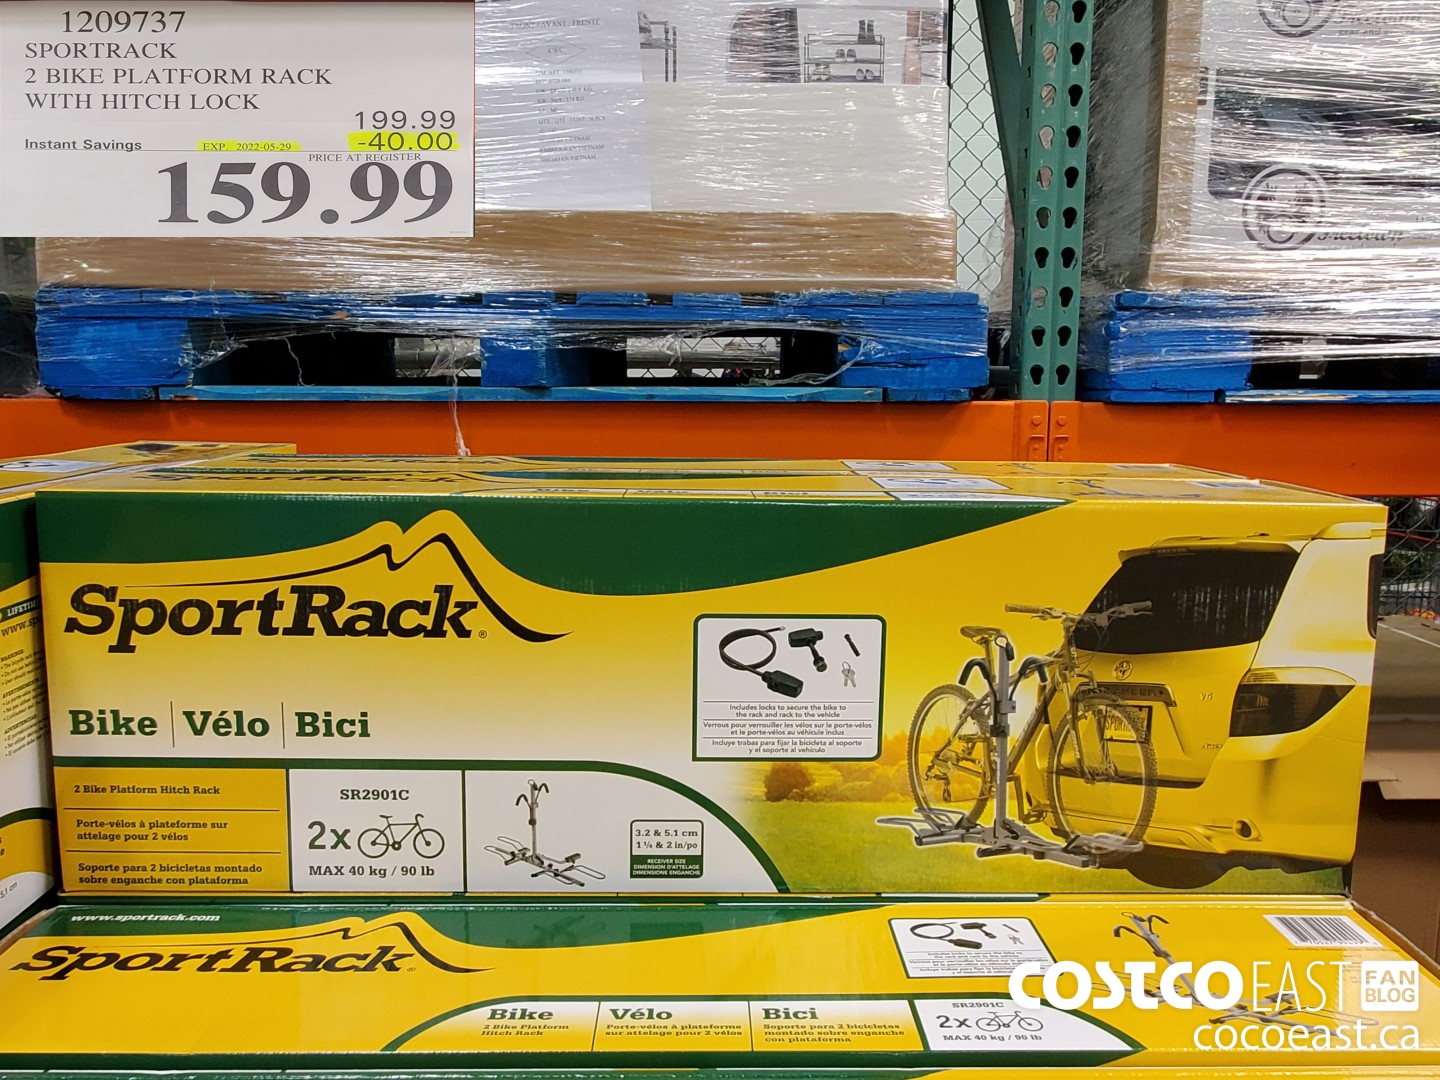 1209737
SPORTRACK
2 BIKE PLATFORM RACK
WITH HITCH LOCK
199.99
Instant Savings EXP. 2022-05-29 -40.00
PRICE AT REGISTER
159.99
SportRack®
Bike Vélo Bici
Includes locks to secure the bike to
the rack and rack to the vehicle
Verrous pour verrouiller les vélos sur le porte-vélos
et le porte-vélos au véhicule inclus
Incluye trabas para fijar la bicicleta al soporte
y el soporte al vehículo
V6
2 Bike Platform Hitch Rack
Porte-vélos à plateforme sur
attelage pour 2 vélos
Soporte para 2 bicicletas montado
sobre enganche con plataforma
SR2901C
2x
MAX 40 kg / 90 lb
3.2 & 5.1 cm
1 ¼ & 2 in/po
RECEIVER SIZE
DIMENSION D'ATTELAGE
DIMENSIONE ENGANCHE
www.sportrack.com
SportRack
Bike Vélo Bici
2 Bike Platform
Hitch Rack
Porte-vélos à plateforme
sur attelage pour 2 vélos
Soporte para 2 bicicletas
montado sobre enganche
con plataforma
SR2901C
2x
MAX 40 kg / 90 lb
COSTCO EAST FAN BLOG
cocoeast.ca